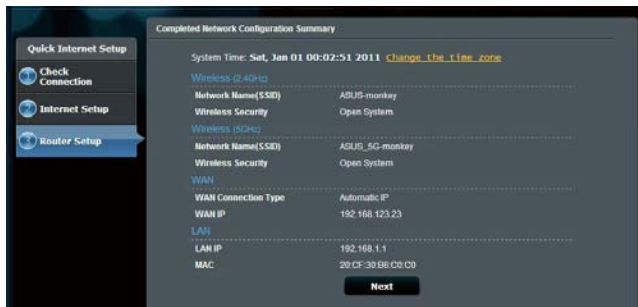 Completed Network Configuration Summary
Quick Internet Setup
System Time: Sat, Jan 01 00:02:51 2011 Change the time zone
1 Check Connection
Wireless (2.4GHz)
Network Name(SSID) ASUS-monkey
Wireless Security Open System
2 Internet Setup
Wireless (5GHz)
3 Router Setup
Network Name(SSID) ASUS_5G-monkey
Wireless Security Open System
WAN
WAN Connection Type Automatic IP
WAN IP 192.168.123.23
LAN
LAN IP 192.168.1.1
MAC 20:CF:30:B6:C0:C0
Next